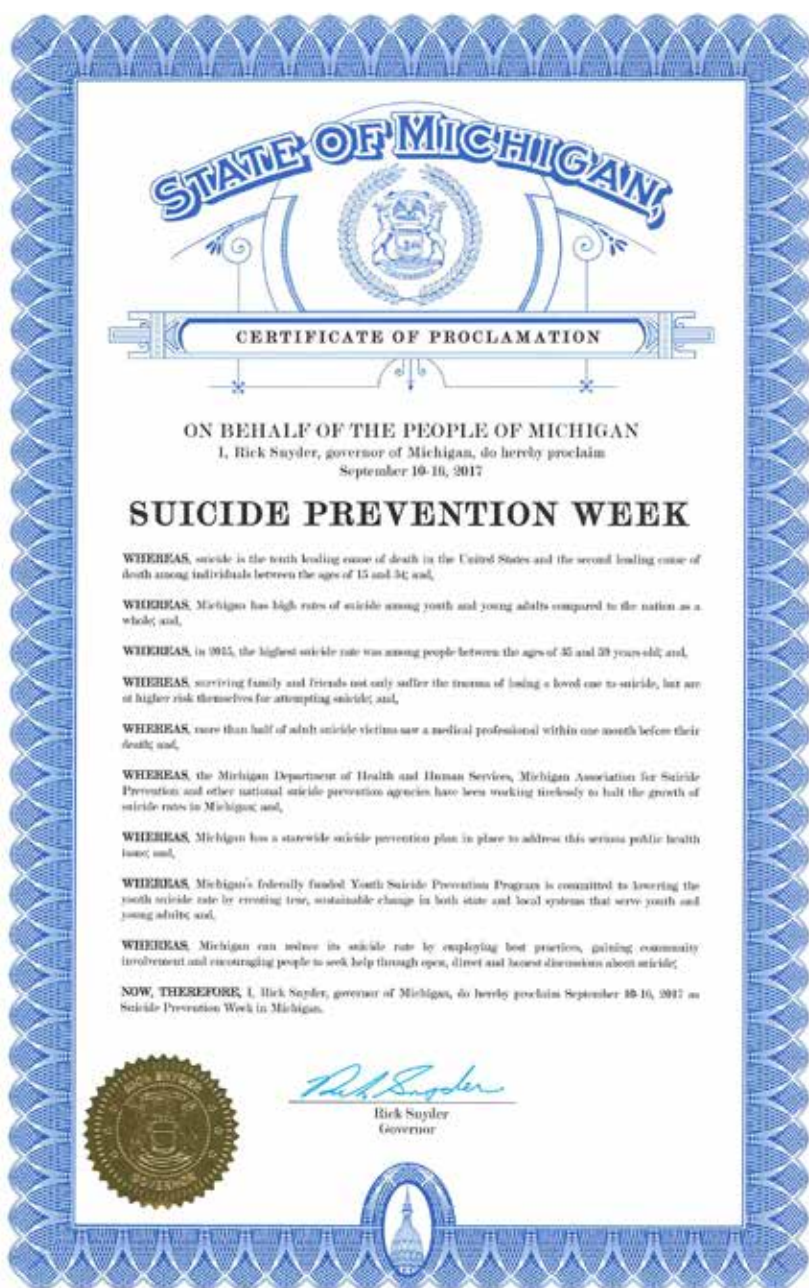 STATE OF MICHIGAN,
CERTIFICATE OF PROCLAMATION
ON BEHALF OF THE PEOPLE OF MICHIGAN
I, Rick Snyder, governor of Michigan, do hereby proclaim
September 10-16, 2017
SUICIDE PREVENTION WEEK
WHEREAS, suicide is the tenth leading cause of death in the United States and the second leading cause of
death among individuals between the ages of 15 and 34; and,
WHEREAS, Michigan has high rates of suicide among youth and young adults compared to the nation as a
whole; and,
WHEREAS, in 2015, the highest suicide rate was among people between the ages of and 59 years old; and,
WHEREAS, surviving family and friends not only suffer the trauma of losing a loved one to suicide, but are
at higher risk themselves for attempting suicide; and,
WHEREAS, more than half of adult suicide victims saw a medical professional within one month before their
death; and,
WHEREAS, the Michigan Department of Health and Human Services, Michigan Association for Suicide
Prevention and other national suicide prevention agencies have been working tirelessly to halt the growth of
suicide rates in Michigan; and,
WHEREAS, Michigan has a statewide suicide prevention plan in place to address this serious public health
issue; and,
WHEREAS, Michigan's federally funded Youth Suicide Prevention Program is committed to lowering the
youth suicide rate by creating true, sustainable change in both state and local systems that serve youth and
young adults; and,
WHEREAS, Michigan can reduce its suicide rate by employing best practices, gaining community
involvement and encouraging people to seek help through open, direct and honest discussions about suicide;
NOW, THEREFORE, I, Rick Snyder, governor of Michigan, do hereby proclaim September 10-16, 2017 as
Suicide Prevention Week in Michigan.
Rick Snyder
Rick Snyder
Governor
RICK SNYDER
GOVERNOR